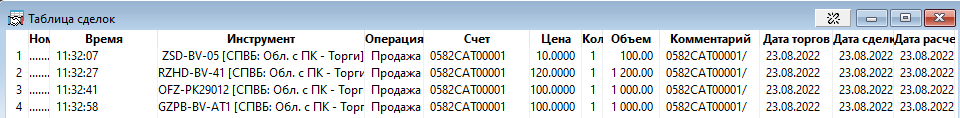 Таблица сделок
Ном Время Инструмент Операция Счет Цена Кол Объем Комментарий Дата торгов Дата сделк Дата расче
1 ....... 11:32:07 ZSD-BV-05 [СПВБ: Обл. с ПК - Торги] Продажа 0582CAT00001 10.0000 1 100.00 0582CAT00001/ 23.08.2022 23.08.2022 23.08.2022
2 ....... 11:32:27 RZHD-BV-41 [СПВБ: Обл. с ПК - Торги Продажа 0582CAT00001 120.0000 1 1 200.00 0582CAT00001/ 23.08.2022 23.08.2022 23.08.2022
3 ....... 11:32:41 OFZ-PK29012 [СПВБ: Обл. с ПК - Торг Продажа 0582CAT00001 100.0000 1 1 000.00 0582CAT00001/ 23.08.2022 23.08.2022 23.08.2022
4 ....... 11:32:58 GZPB-BV-AT1 [СПВБ: Обл. с ПК - Торг Продажа 0582CAT00001 100.0000 1 1 000.00 0582CAT00001/ 23.08.2022 23.08.2022 23.08.2022